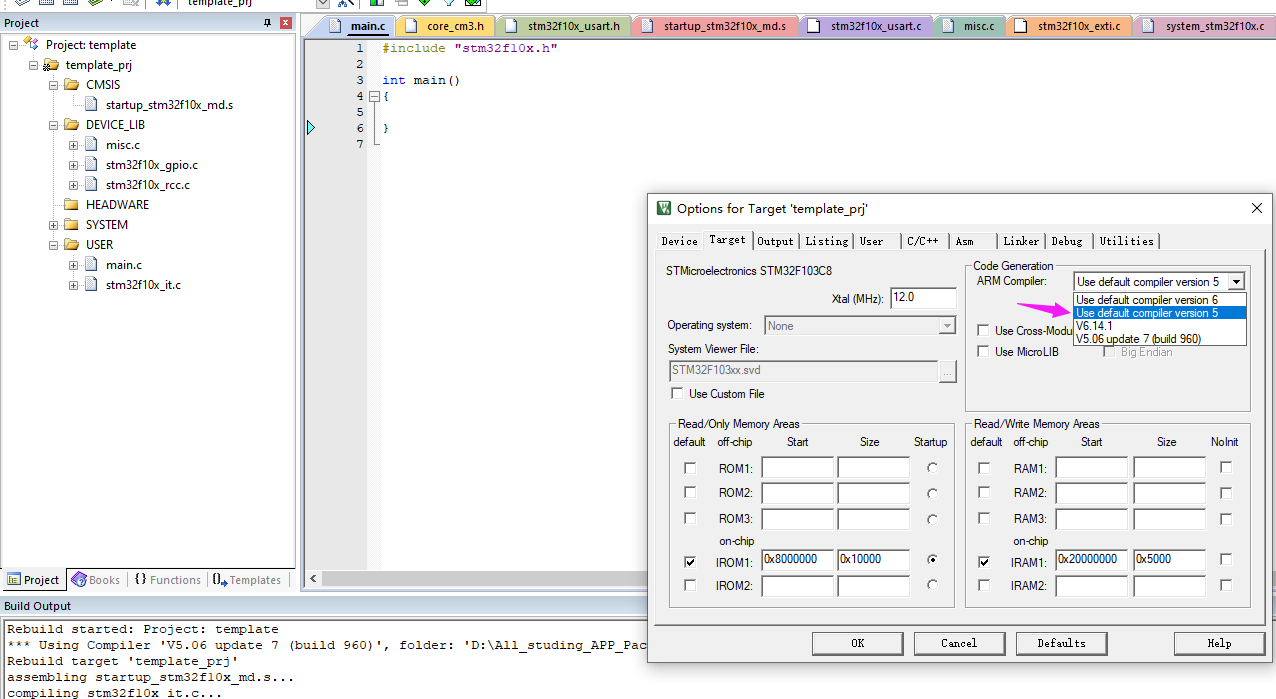 template_prj
Project
Project: template
template_prj
CMSIS
startup_stm32f10x_md.s
DEVICE_LIB
misc.c
stm32f10x_gpio.c
stm32f10x_rcc.c
HEADWARE
SYSTEM
USER
main.c
stm32f10x_it.c
Project Books {} Functions 0 Templates
main.c core_cm3.h stm32f10x_usart.h startup_stm32f10x_md.s stm32f10x_usart.c misc.c stm32f10x_exti.c system_stm32f10x.c
1 #include "stm32f10x.h"
2
3 int main()
4 {
5
6 }
7
Options for Target 'template_prj'
Device Target Output Listing User C/C++ Asm Linker Debug Utilities
STMicroelectronics STM32F103C8
Xtal (MHz): 12.0
Operating system: None
System Viewer File:
STM32F103xx.svd ...
Use Custom File
Code Generation
ARM Compiler: Use default compiler version 5
Use default compiler version 6
Use default compiler version 5
V6.14.1
V5.06 update 7 (build 960)
Use Cross-Modu
Use MicroLIB Big Endian
Read/Only Memory Areas
default off-chip Start Size Startup
ROM1:
ROM2:
ROM3:
on-chip
IROM1: 0x8000000 0x10000
IROM2:
Read/Write Memory Areas
default off-chip Start Size NoInit
RAM1:
RAM2:
RAM3:
on-chip
IRAM1: 0x20000000 0x5000
IRAM2:
OK Cancel Defaults Help
Build Output
Rebuild started: Project: template
*** Using Compiler 'V5.06 update 7 (build 960)', folder: 'D:\All_studing_APP_Pac
Rebuild target 'template_prj'
assembling startup_stm32f10x_md.s...
compiling stm32f10x_it.c...